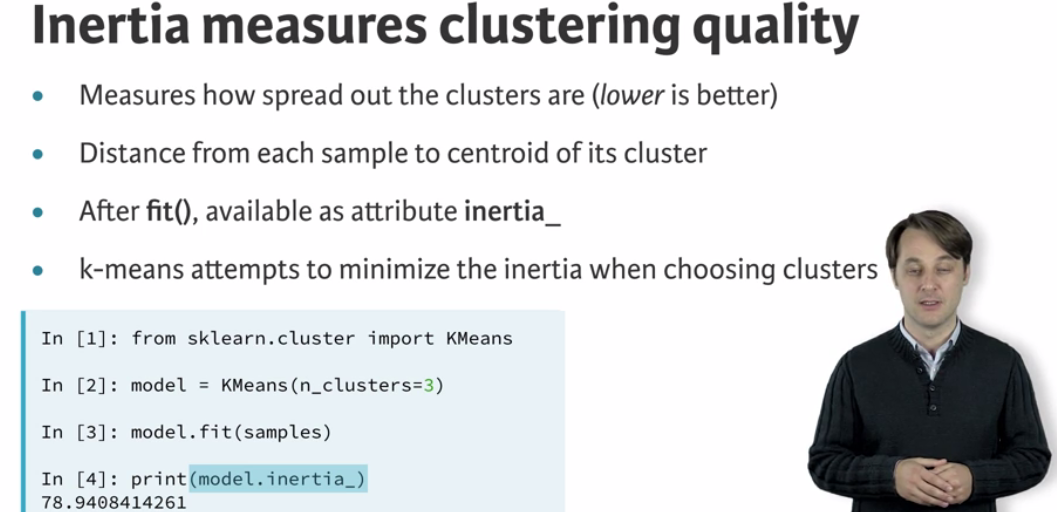 Inertia measures clustering quality
• Measures how spread out the clusters are (lower is better)
• Distance from each sample to centroid of its cluster
• After fit(), available as attribute inertia_
• k-means attempts to minimize the inertia when choosing clusters
In [1]: from sklearn.cluster import KMeans
In [2]: model = KMeans(n_clusters=3)
In [3]: model.fit(samples)
In [4]: print(model.inertia_)
78.9408414261